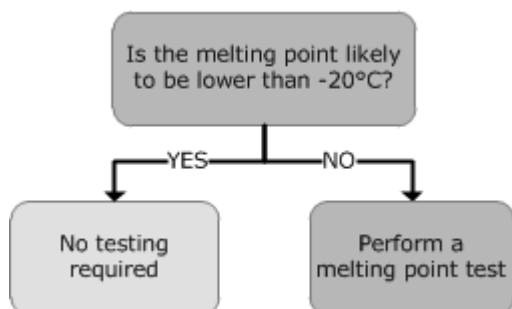 Is the melting point likely
to be lower than -20°C?
YES
NO
No testing
required
Perform a
melting point test